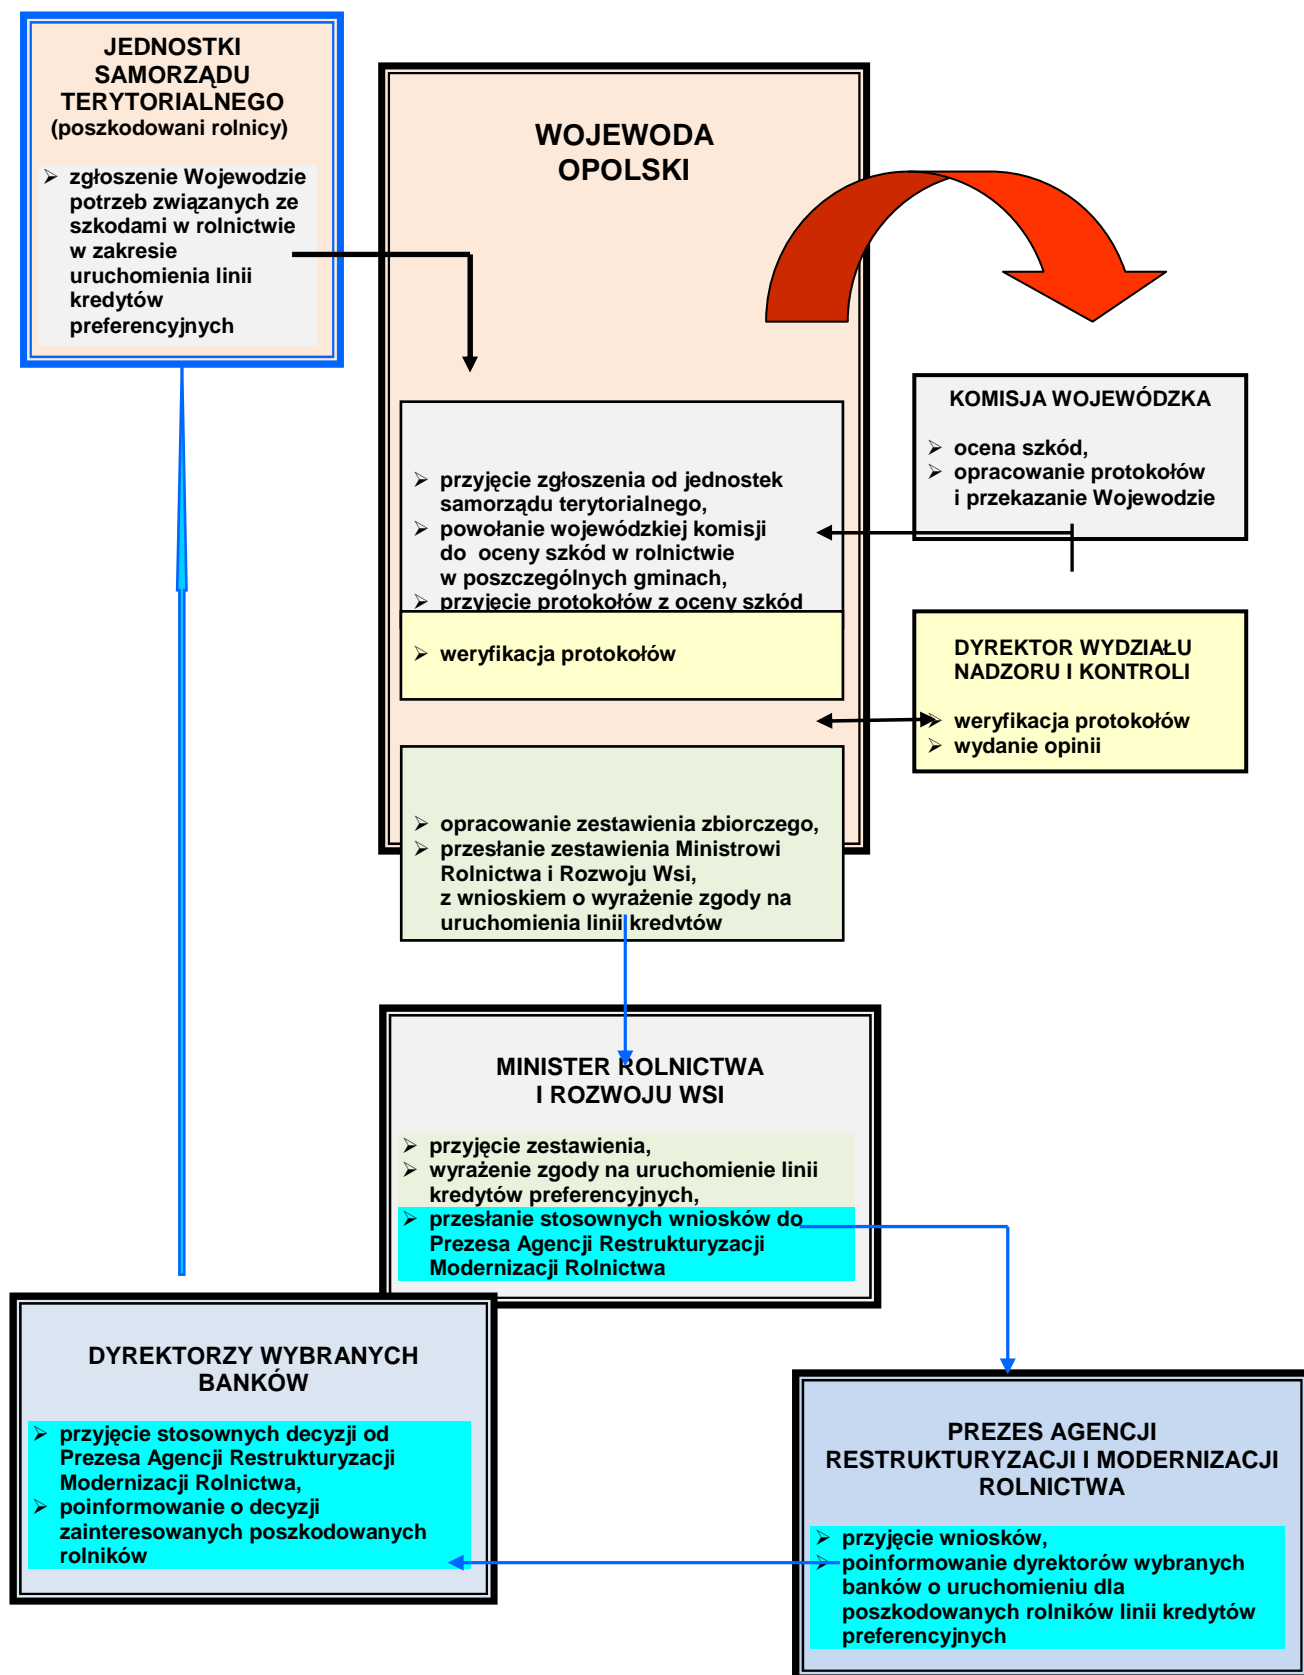 JEDNOSTKI
SAMORZĄDU
TERYTORIALNEGO
(poszkodowani rolnicy)
➢ zgłoszenie Wojewodzie
potrzeb związanych ze
szkodami w rolnictwie
w zakresie
uruchomienia linii
kredytów
preferencyjnych
WOJEWODA
OPOLSKI
➢ przyjęcie zgłoszenia od jednostek
samorządu terytorialnego,
➢ powołanie wojewódzkiej komisji
do oceny szkód w rolnictwie
w poszczególnych gminach,
➢ przyjęcie protokołów z oceny szkód
➢ weryfikacja protokołów
KOMISJA WOJEWÓDZKA
➢ ocena szkód,
➢ opracowanie protokołów
i przekazanie Wojewodzie
DYREKTOR WYDZIAŁU
NADZORU I KONTROLI
➢ weryfikacja protokołów
➢ wydanie opinii
➢ opracowanie zestawienia zbiorczego,
➢ przesłanie zestawienia Ministrowi
Rolnictwa i Rozwoju Wsi,
z wnioskiem o wyrażenie zgody na
uruchomienia linii kredytów
MINISTER ROLNICTWA
I ROZWOJU WSI
➢ przyjęcie zestawienia,
➢ wyrażenie zgody na uruchomienie linii
kredytów preferencyjnych,
➢ przesłanie stosownych wniosków do
Prezesa Agencji Restrukturyzacji
Modernizacji Rolnictwa
DYREKTORZY WYBRANYCH
BANKÓW
➢ przyjęcie stosownych decyzji od
Prezesa Agencji Restrukturyzacji
Modernizacji Rolnictwa,
➢ poinformowanie o decyzji
zainteresowanych poszkodowanych
rolników
PREZES AGENCJI
RESTRUKTURYZACJI I MODERNIZACJI
ROLNICTWA
➢ przyjęcie wniosków,
➢ poinformowanie dyrektorów wybranych
banków o uruchomieniu dla
poszkodowanych rolników linii kredytów
preferencyjnych